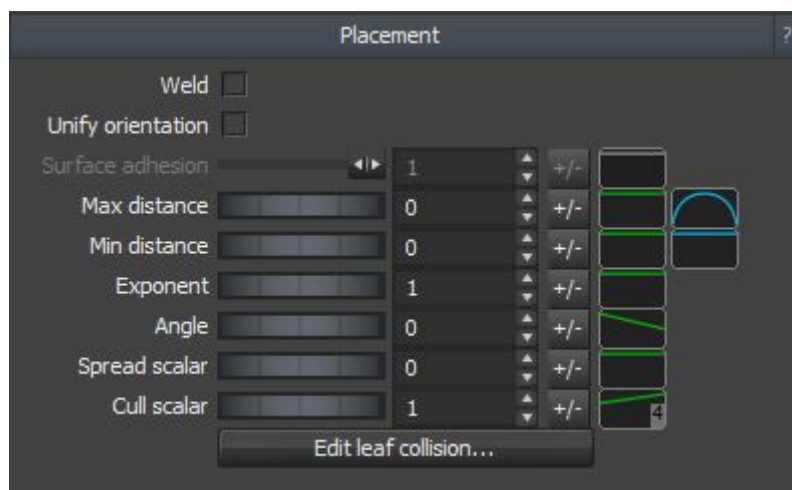 Placement ?
Weld
Unify orientation
Surface adhesion 1 +/-
Max distance 0 +/-
Min distance 0 +/-
Exponent 1 +/-
Angle 0 +/-
Spread scalar 0 +/-
Cull scalar 1 +/- 4
Edit leaf collision...